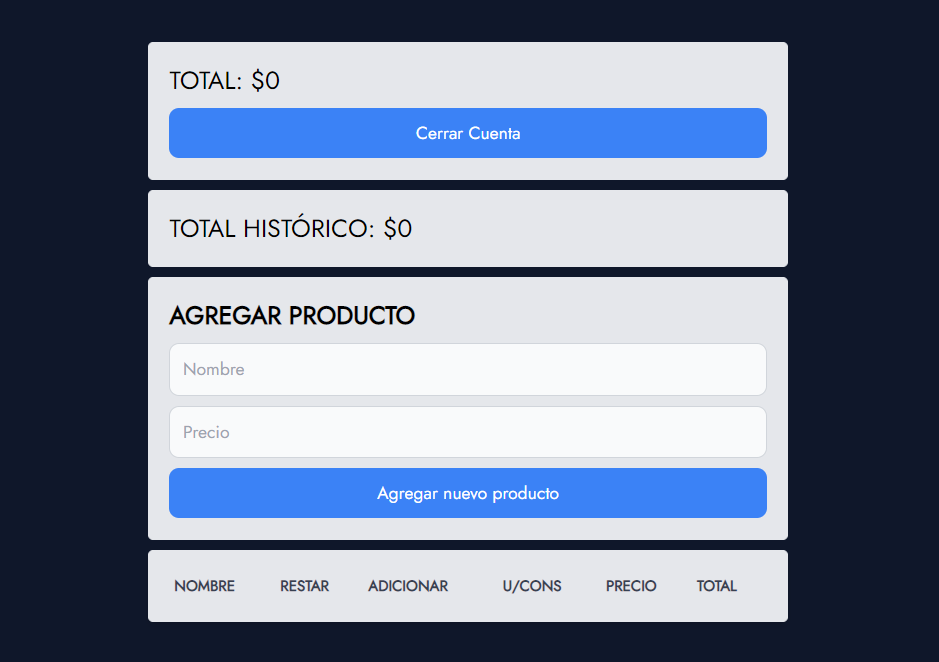 TOTAL: $0
Cerrar Cuenta
TOTAL HISTÓRICO: $0
AGREGAR PRODUCTO
Nombre
Precio
Agregar nuevo producto
NOMBRE RESTAR ADICIONAR U/CONS PRECIO TOTAL